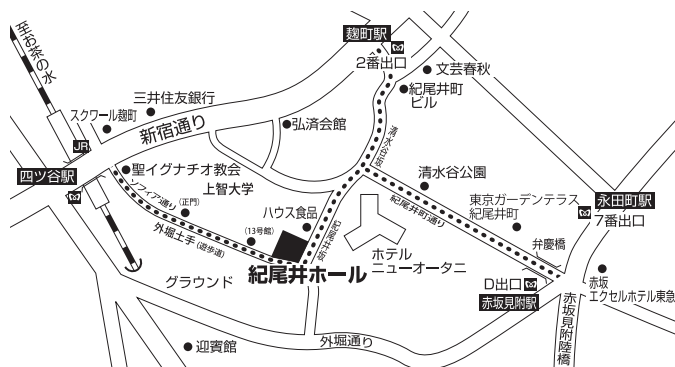 至お茶の水
麹町駅
2番出口
文芸春秋
紀尾井町
ビル
三井住友銀行
スクワール麹町
新宿通り
弘済会館
清水谷坂
JR
四ツ谷駅
聖イグナチオ教会
上智大学
ソフィア通り
(正門)
清水谷公園
紀尾井町通り
東京ガーデンテラス
紀尾井町
永田町駅
7番出口
ハウス食品
紀尾井坂
(13号館)
外堀土手(遊歩道)
弁慶橋
ホテル
ニューオータニ
グラウンド
紀尾井ホール
D出口
赤坂見附駅
赤坂
エクセルホテル東急
赤坂見附陸橋
外堀通り
迎賓館